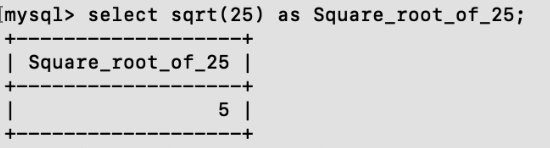 [mysql> select sqrt(25) as Square_root_of_25;
+-------------------+
| Square_root_of_25 |
+-------------------+
|                 5 |
+-------------------+